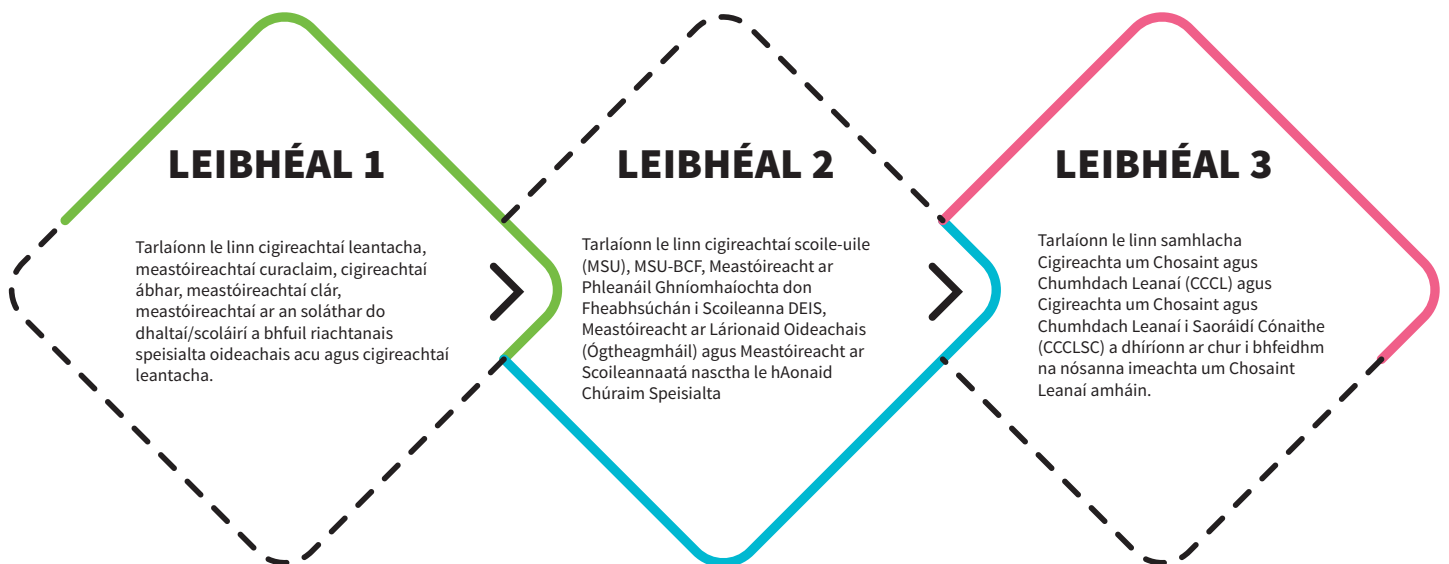 LEIBHÉAL 1
Tarlaíonn le linn cigireachtaí leantacha,
meastóireachtaí curaclaim, cigireachtaí
ábhar, meastóireachtaí clár,
meastóireachtaí ar an soláthar do
dhaltaí/scoláirí a bhfuil riachtanais
speisialta oideachais acu agus cigireachtaí
leantacha.
LEIBHÉAL 2
Tarlaíonn le linn cigireachtaí scoile-uile
(MSU), MSU-BCF, Meastóireacht ar
Phleanáil Ghníomhaíochta don
Fheabhsúchán i Scoileanna DEIS,
Meastóireacht ar Lárionaid Oideachais
(Ógtheagmháil) agus Meastóireacht ar
Scoileannaatá nasctha le hAonaid
Chúraim Speisialta
LEIBHÉAL 3
Tarlaíonn le linn samhlacha
Cigireachta um Chosaint agus
Chumhdach Leanaí (CCCL) agus
Cigireachta um Chosaint agus
Chumhdach Leanaí i Saoráidí Cónaithe
(CCCLSC) a dhíríonn ar chur i bhfeidhm
na nósanna imeachta um Chosaint
Leanaí amháin.